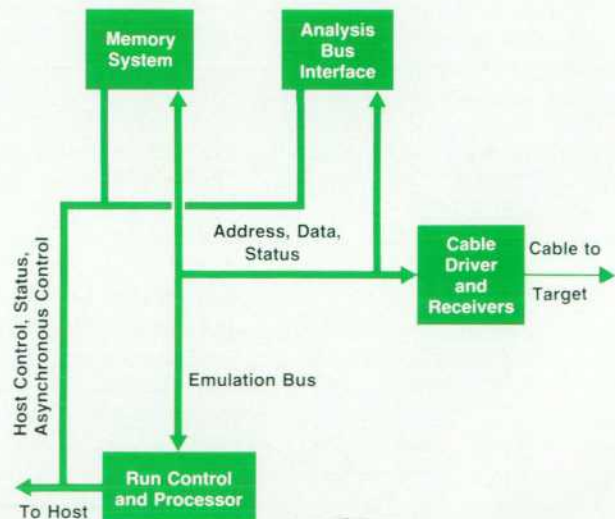 Memory
System
Analysis
Bus
Interface
Address, Data,
Status
Cable
Driver
and
Receivers
Cable to
Target
Host Control, Status,
Asynchronous Control
Emulation Bus
Run Control
and Processor
To Host